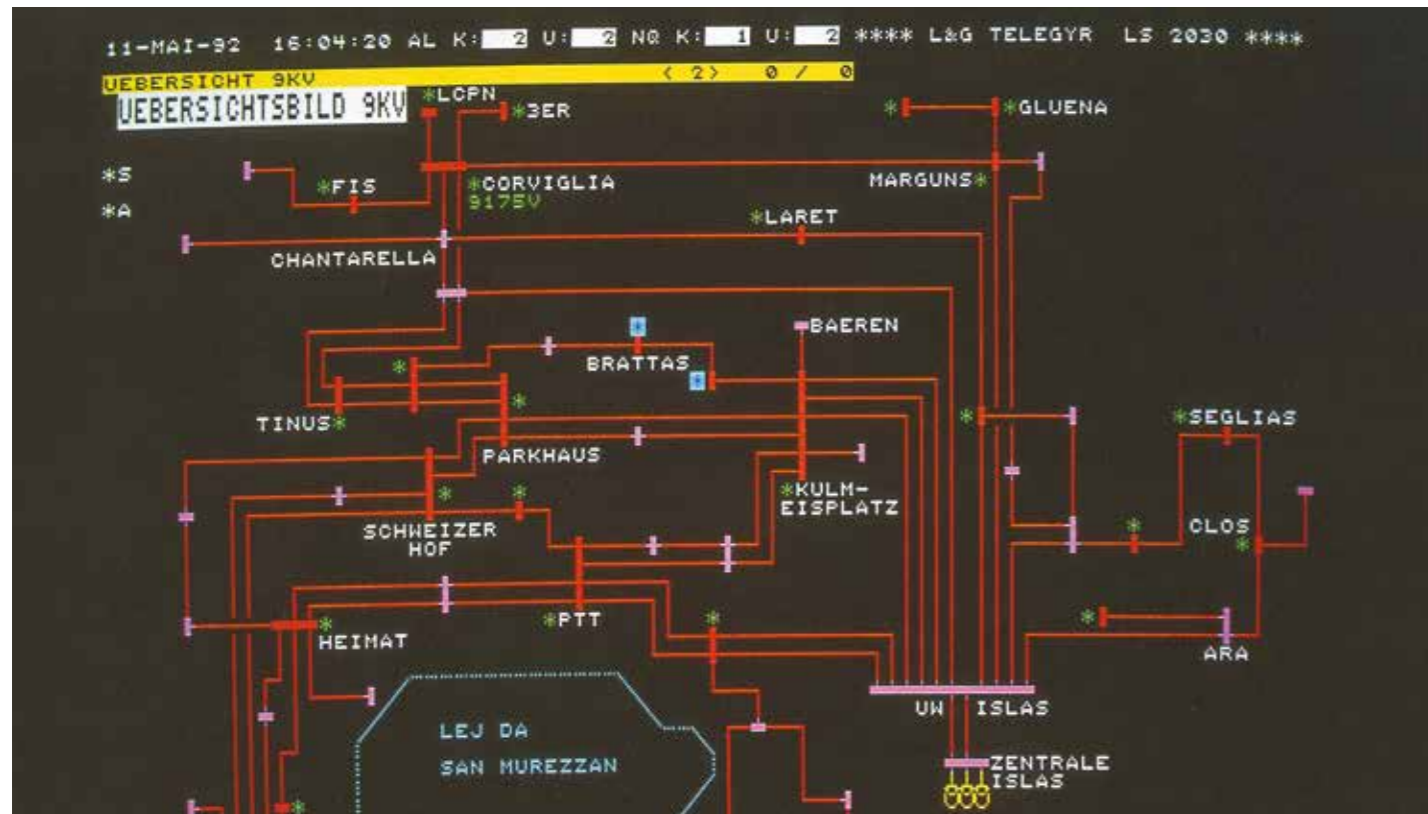 11-MAI-92 16:04:20 AL K: 2 U: 2 NQ K: 1 U: 2 **** L&G TELEGYR LS 2030 ****
UEBERSICHT 9KV < 2> 0 / 0
UEBERSICHTSBILD 9KV
*LCPN
*3ER
*
*GLUENA
*S
*FIS
*CORVIGLIA
9175V
MARGUNS*
*A
*LARET
CHANTARELLA
*
BAEREN
BRATTAS
*
*
*
TINUS*
*
*SEGLIAS
PARKHAUS
*
*
*KULM-
EISPLATZ
SCHWEIZER
HOF
*
CLOS
*
*
*PTT
*
*
HEIMAT
ARA
UW ISLAS
LEJ DA
SAN MUREZZAN
ZENTRALE
ISLAS
*